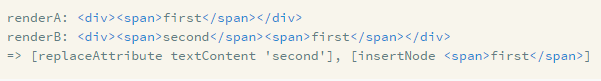 renderA: <div><span>first</span></div>
renderB: <div><span>second</span><span>first</span></div>
=> [replaceAttribute textContent 'second'], [insertNode <span>first</span>]